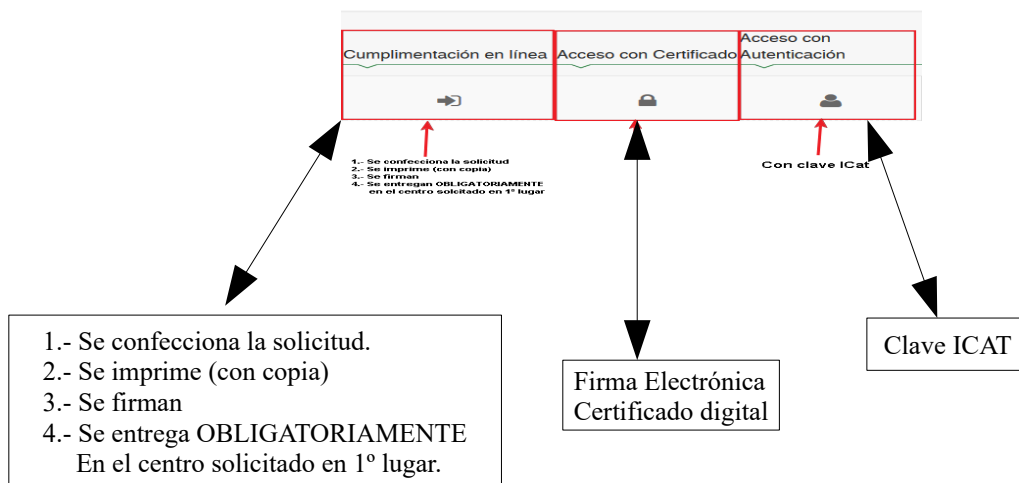 Cumplimentación en línea
Acceso con Certificado
Acceso con
Autenticación
1.- Se confecciona la solicitud
2.- Se imprime (con copia)
3.- Se firman
4.- Se entregan OBLIGATORIAMENTE
en el centro solcitado en 1º lugar
Con clave ICat
1.- Se confecciona la solicitud.
2.- Se imprime (con copia)
3.- Se firman
4.- Se entrega OBLIGATORIAMENTE
En el centro solicitado en 1º lugar.
Firma Electrónica
Certificado digital
Clave ICAT